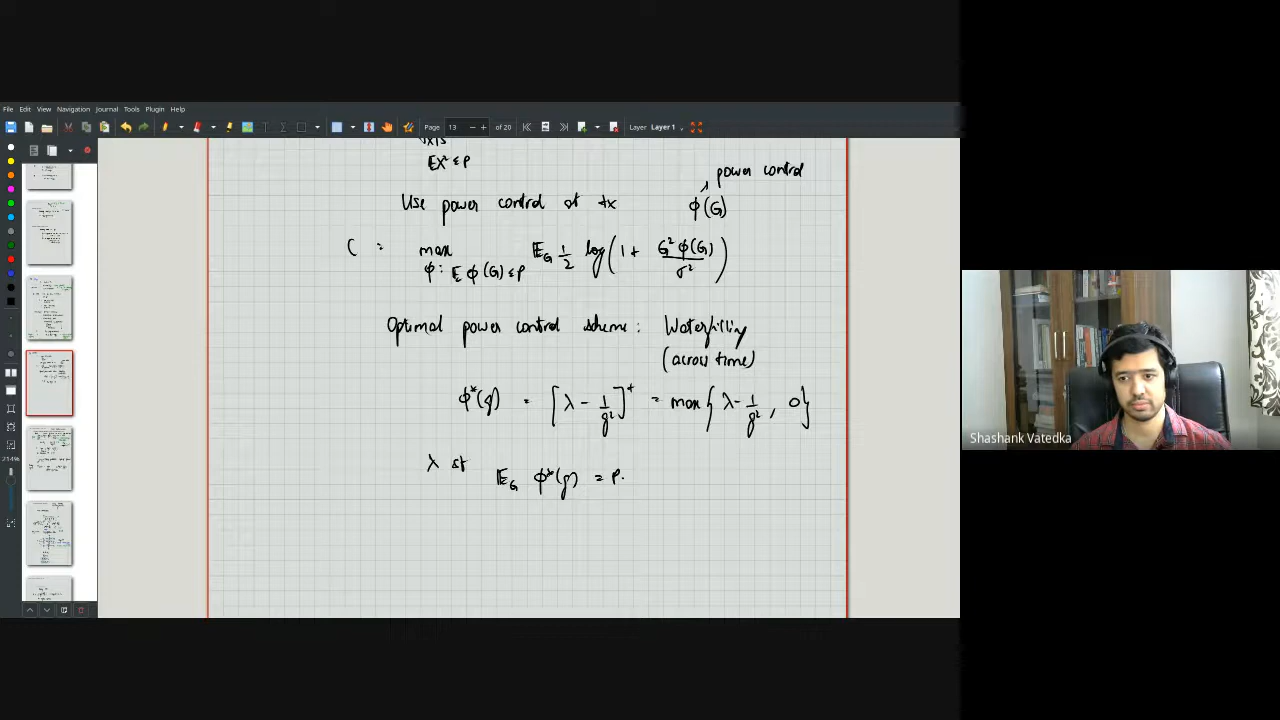 File Edit View Navigation Journal Tools Plugin Help
Page 13 of 20 Layer Layer 1
214%
EX² ≤ P
power control
Use power control at tx φ(G)
C = max E_G 1/2 log(1 + G² φ(G)/σ²)
φ: E φ(G) ≤ P
Optimal power control scheme: Waterfilling
(across time)
φ*(g) = [λ - 1/g²]⁺ = max{λ - 1/g², 0}
λ st
E_G φ*(g) = P.
Shashank Vatedka